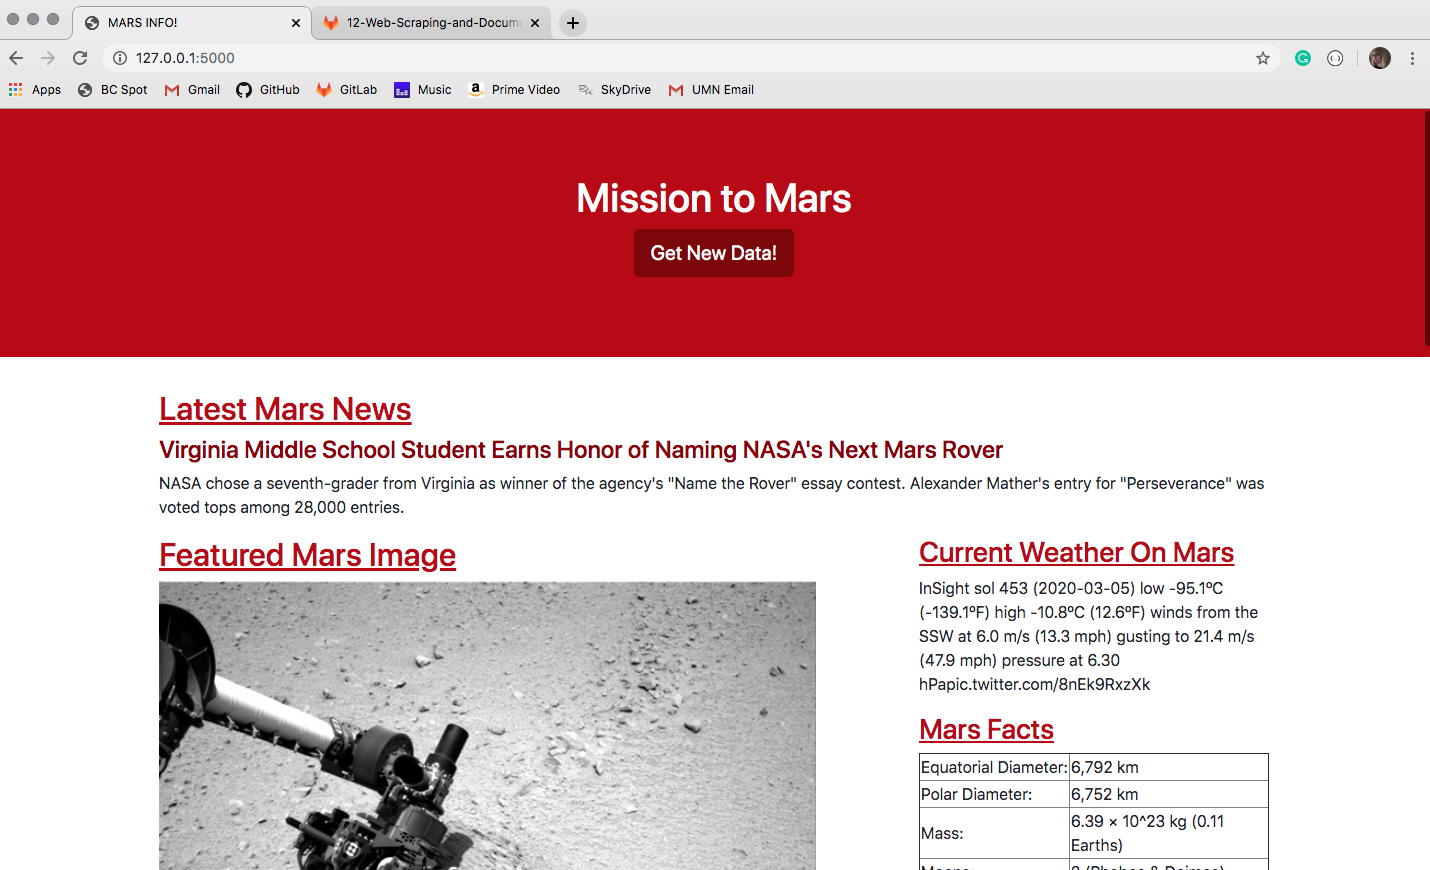 MARS INFO!
12-Web-Scraping-and-Docum
127.0.0.1:5000
Apps
BC Spot
Gmail
GitHub
GitLab
Music
Prime Video
SkyDrive
UMN Email
Mission to Mars
Get New Data!
Latest Mars News
Virginia Middle School Student Earns Honor of Naming NASA's Next Mars Rover
NASA chose a seventh-grader from Virginia as winner of the agency's "Name the Rover" essay contest. Alexander Mather's entry for "Perseverance" was
voted tops among 28,000 entries.
Featured Mars Image
Current Weather On Mars
InSight sol 453 (2020-03-05) low -95.1ºC
(-139.1ºF) high -10.8ºC (12.6ºF) winds from the
SSW at 6.0 m/s (13.3 mph) gusting to 21.4 m/s
(47.9 mph) pressure at 6.30
hPapic.twitter.com/8nEk9RxzXk
Mars Facts
Equatorial Diameter: 6,792 km
Polar Diameter: 6,752 km
Mass: 6.39 × 10^23 kg (0.11
Earths)
Moons: 2 (Phobos & Deimos)